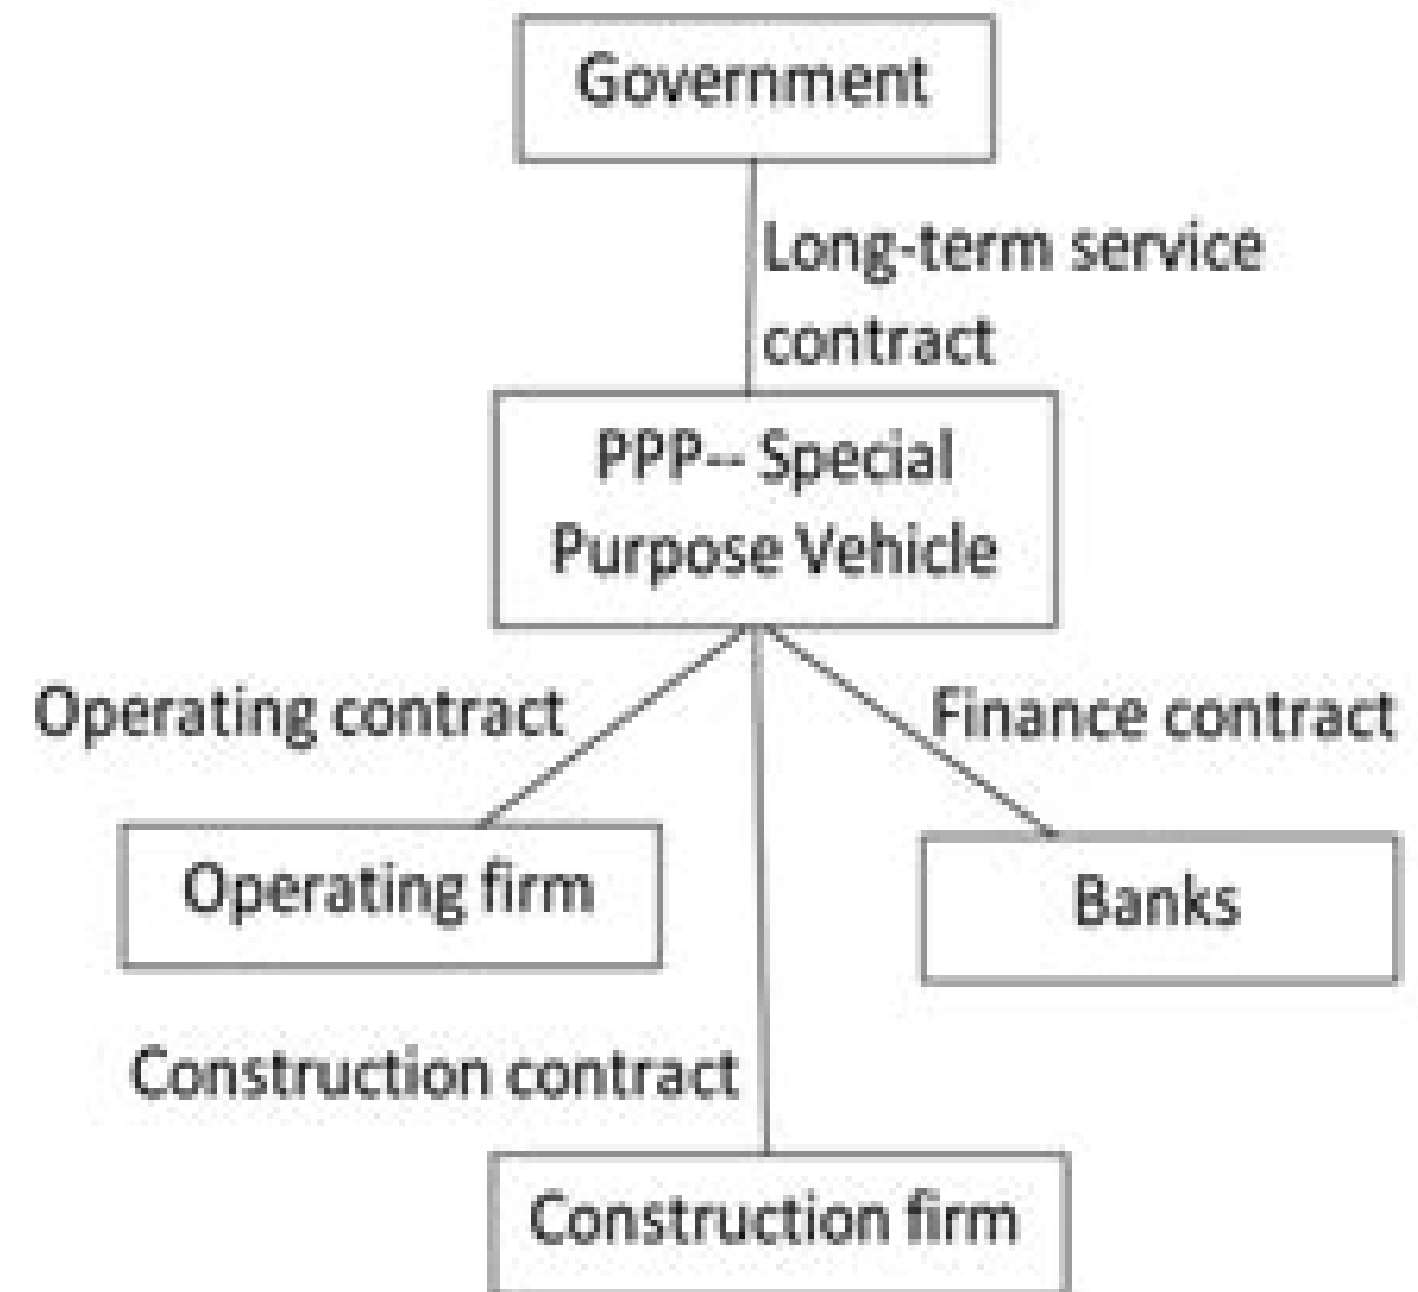 Government
Long-term service
contract
PPP-- Special
Purpose Vehicle
Operating contract
Finance contract
Operating firm
Banks
Construction contract
Construction firm